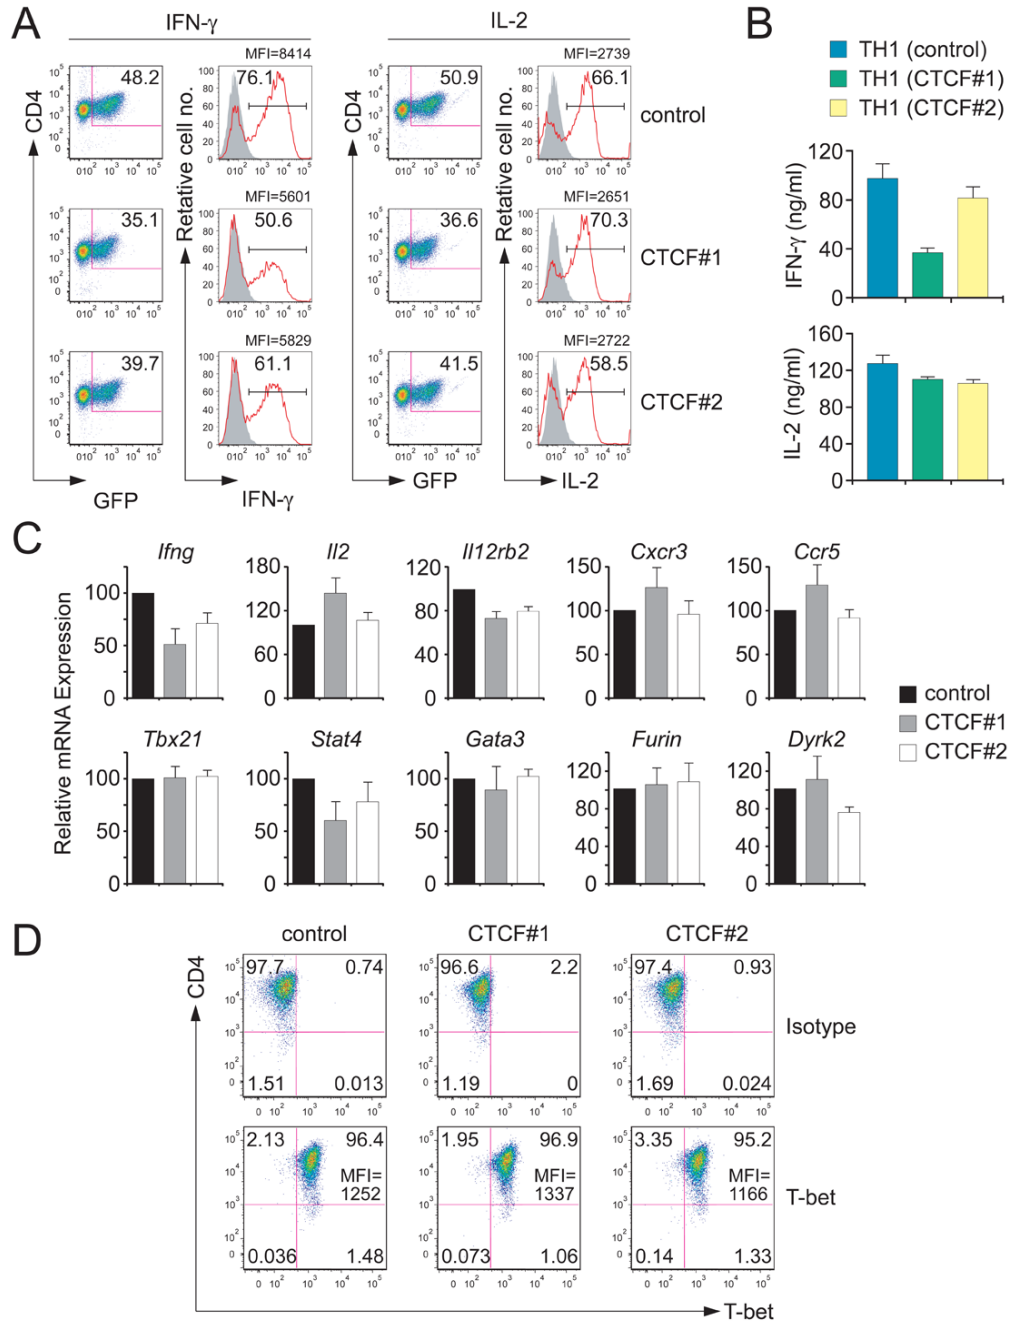 A
IFN-γ
IL-2
B
TH1 (control)
TH1 (CTCF#1)
TH1 (CTCF#2)
MFI=8414
MFI=2739
48.2
76.1
50.9
66.1
control
MFI=5601
MFI=2651
35.1
50.6
36.6
70.3
CTCF#1
MFI=5829
MFI=2722
39.7
61.1
41.5
58.5
CTCF#2
CD4
Relative cell no.
CD4
Relative cell no.
GFP
IFN-γ
GFP
IL-2
IFN-γ (ng/ml)
120
80
40
0
IL-2 (ng/ml)
160
120
80
40
0
C
Relative mRNA Expression
Ifng
Il2
Il12rb2
Cxcr3
Ccr5
100
50
0
180
120
60
0
120
80
40
0
150
100
50
0
150
100
50
0
control
CTCF#1
CTCF#2
Tbx21
Stat4
Gata3
Furin
Dyrk2
100
50
0
100
50
0
100
50
0
120
80
40
0
120
80
40
0
D
control
CTCF#1
CTCF#2
CD4
97.7
0.74
96.6
2.2
97.4
0.93
Isotype
1.51
0.013
1.19
0
1.69
0.024
2.13
96.4
1.95
96.9
3.35
95.2
MFI=
1252
MFI=
1337
MFI=
1166
T-bet
0.036
1.48
0.073
1.06
0.14
1.33
T-bet